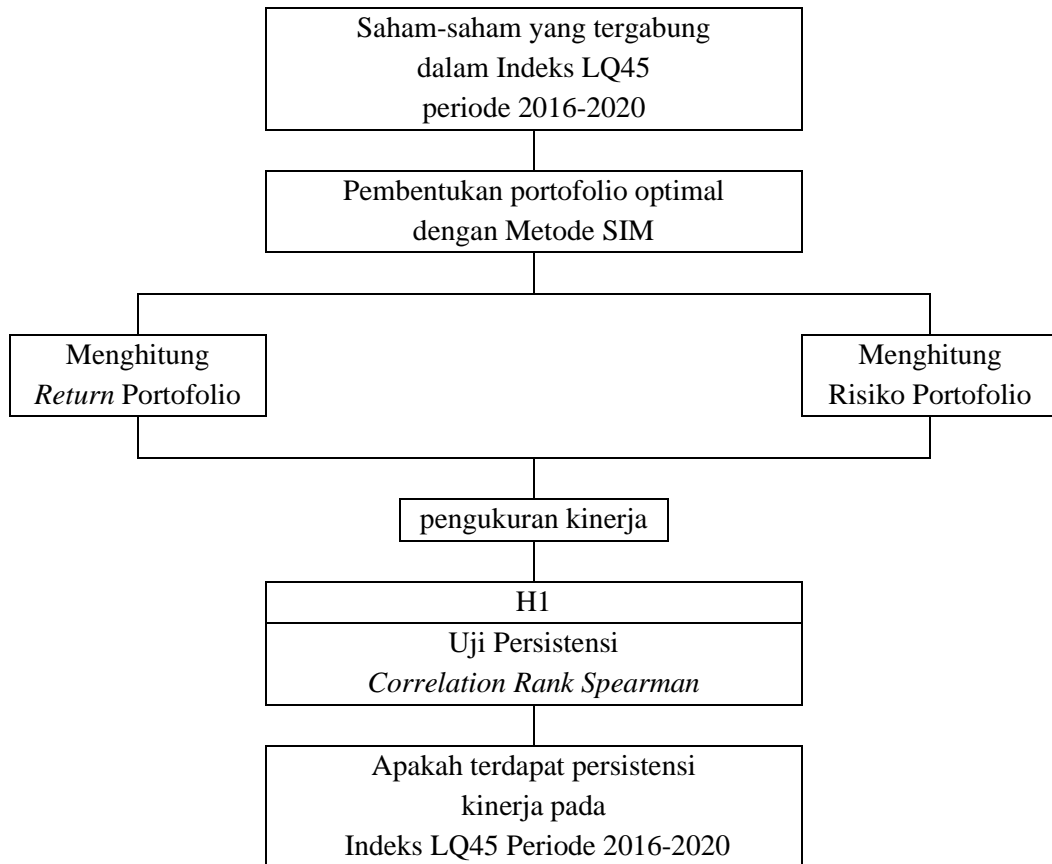 Saham-saham yang tergabung
dalam Indeks LQ45
periode 2016-2020
Pembentukan portofolio optimal
dengan Metode SIM
Menghitung
Return Portofolio
Menghitung
Risiko Portofolio
pengukuran kinerja
H1
Uji Persistensi
Correlation Rank Spearman
Apakah terdapat persistensi
kinerja pada
Indeks LQ45 Periode 2016-2020